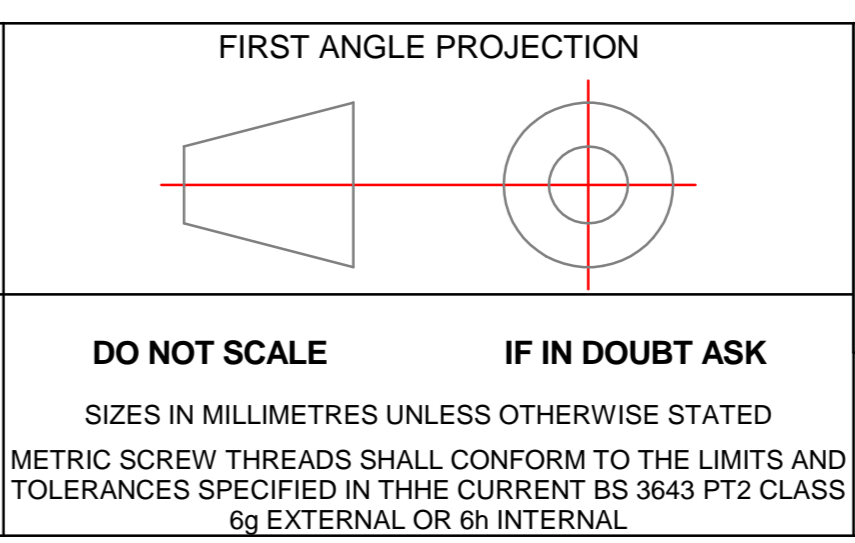 FIRST ANGLE PROJECTION
DO NOT SCALE
IF IN DOUBT ASK
SIZES IN MILLIMETRES UNLESS OTHERWISE STATED
METRIC SCREW THREADS SHALL CONFORM TO THE LIMITS AND
TOLERANCES SPECIFIED IN THHE CURRENT BS 3643 PT2 CLASS
6g EXTERNAL OR 6h INTERNAL